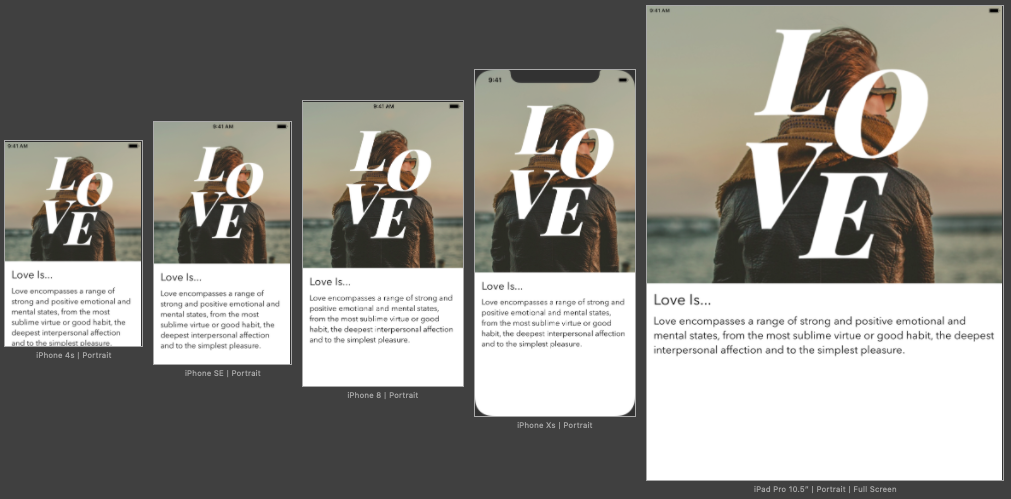 9:41 AM
LO
VE
Love Is...
Love encompasses a range of
strong and positive emotional and
mental states, from the most
sublime virtue or good habit, the
deepest interpersonal affection
and to the simplest pleasure.
iPhone 4s | Portrait
9:41 AM
LO
VE
Love Is...
Love encompasses a range of
strong and positive emotional and
mental states, from the most
sublime virtue or good habit, the
deepest interpersonal affection
and to the simplest pleasure.
iPhone SE | Portrait
9:41 AM
LO
VE
Love Is...
Love encompasses a range of strong and
positive emotional and mental states,
from the most sublime virtue or good
habit, the deepest interpersonal affection
and to the simplest pleasure.
iPhone 8 | Portrait
9:41
LO
VE
Love Is...
Love encompasses a range of strong and
positive emotional and mental states,
from the most sublime virtue or good
habit, the deepest interpersonal affection
and to the simplest pleasure.
iPhone Xs | Portrait
9:41 AM
LO
VE
Love Is...
Love encompasses a range of strong and positive emotional and
mental states, from the most sublime virtue or good habit, the deepest
interpersonal affection and to the simplest pleasure.
iPad Pro 10.5" | Portrait | Full Screen